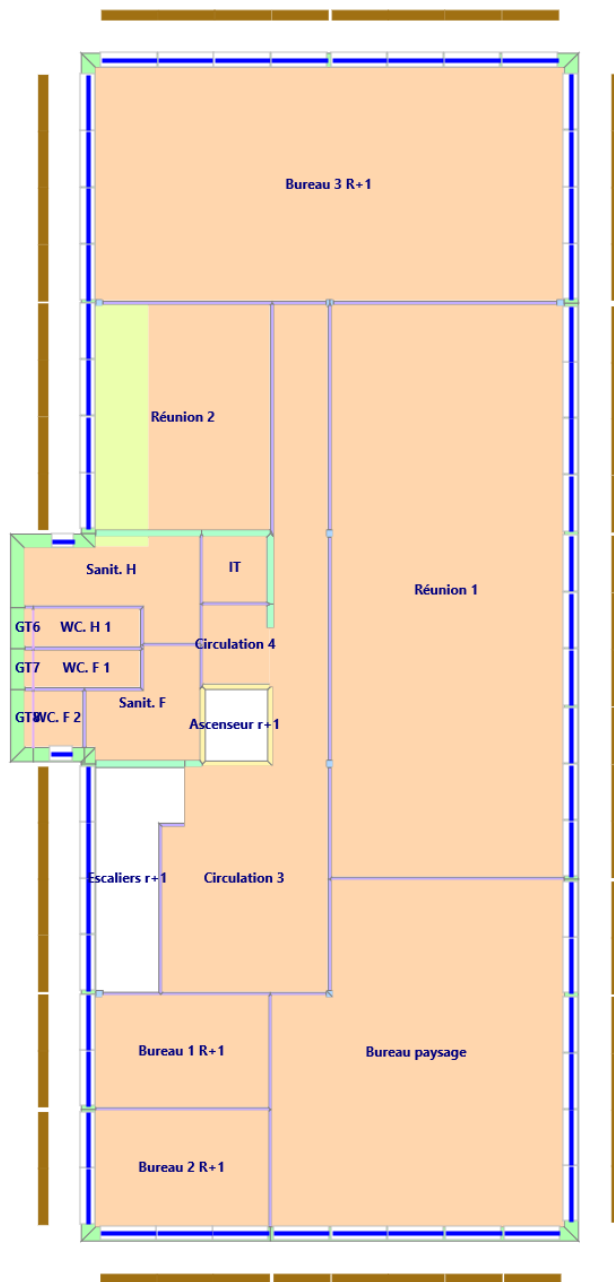 Bureau 3 R+1
Réunion 2
Sanit. H
IT
Réunion 1
GT6
WC. H 1
Circulation 4
GT7
WC. F 1
Sanit. F
GT8
WC. F 2
Ascenseur r+1
Escaliers r+1
Circulation 3
Bureau 1 R+1
Bureau paysage
Bureau 2 R+1